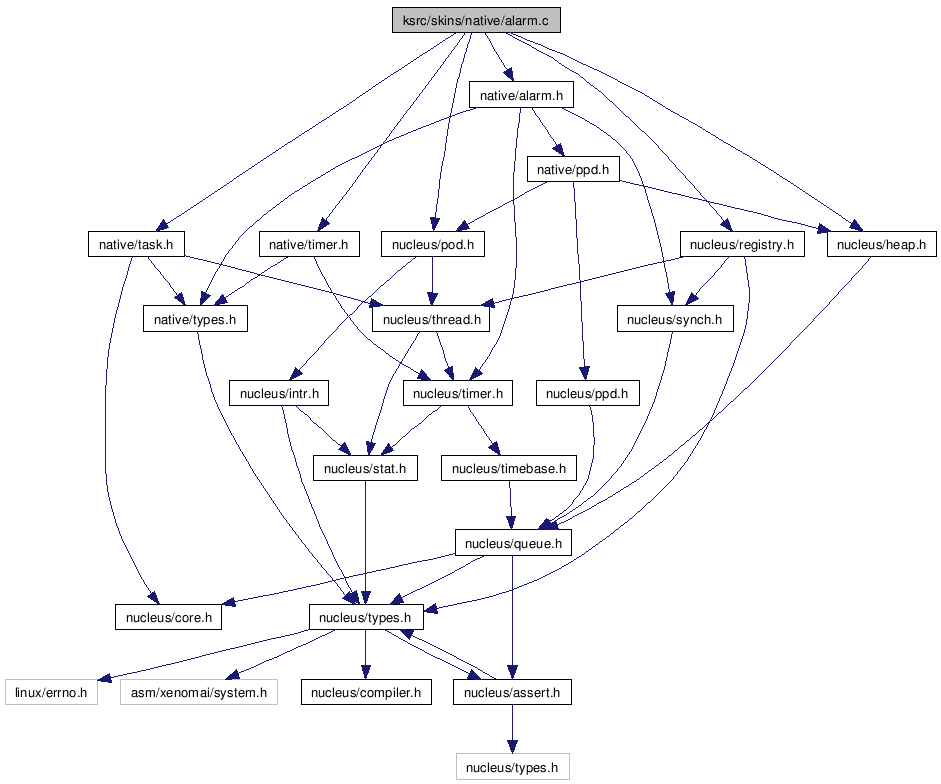 ksrc/skins/native/alarm.c
native/alarm.h
native/ppd.h
native/task.h
native/timer.h
nucleus/pod.h
nucleus/registry.h
nucleus/heap.h
native/types.h
nucleus/thread.h
nucleus/synch.h
nucleus/intr.h
nucleus/timer.h
nucleus/ppd.h
nucleus/stat.h
nucleus/timebase.h
nucleus/queue.h
nucleus/core.h
nucleus/types.h
linux/errno.h
asm/xenomai/system.h
nucleus/compiler.h
nucleus/assert.h
nucleus/types.h